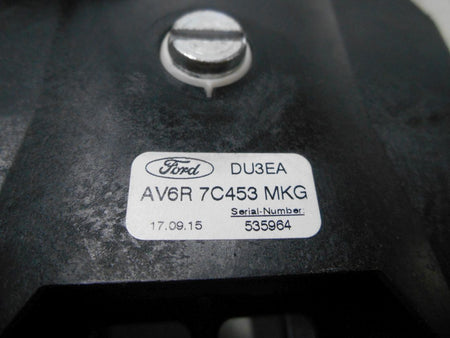 Ford DU3EA
AV6R 7C453 MKG
Serial-Number:
17.09.15 535964